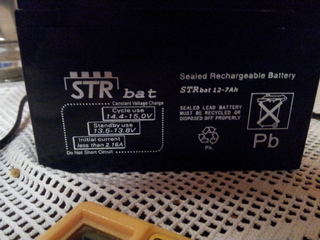 STR bat
Constant Voltage Charge
Cycle use
14.4-15.0V
Standby use
13.5-13.8V
Initial current
less than 2.16A
Do Not Short Circuit
Sealed Rechargeable Battery
STRbat 12-7Ah
SEALED LEAD BATTERY
MUST BE RECYCLED OR
DISPOSED OF PROPERLY
Pb
Pb.